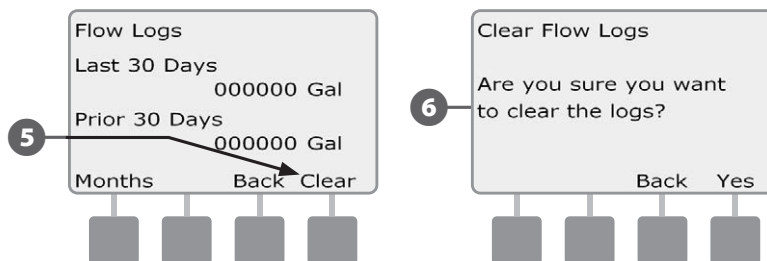 Flow Logs
Last 30 Days
000000 Gal
Prior 30 Days
000000 Gal
Months Back Clear
5
Clear Flow Logs
Are you sure you want
to clear the logs?
Back Yes
6